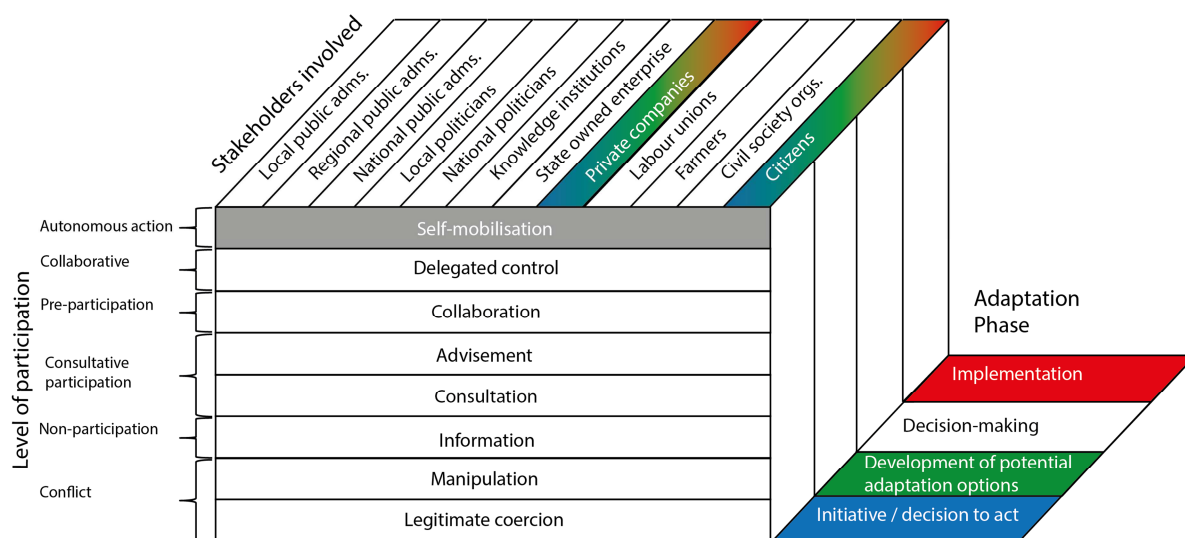 Stakeholders involved
Local public adms.
Regional public adms.
National public adms.
Local politicians
National politicians
Knowledge institutions
State owned enterprise
Private companies
Labour unions
Farmers
Civil society orgs.
Citizens
Level of participation
Autonomous action
Self-mobilisation
Collaborative
Delegated control
Pre-participation
Collaboration
Consultative
participation
Advisement
Consultation
Non-participation
Information
Conflict
Manipulation
Legitimate coercion
Adaptation
Phase
Implementation
Decision-making
Development of potential
adaptation options
Initiative / decision to act